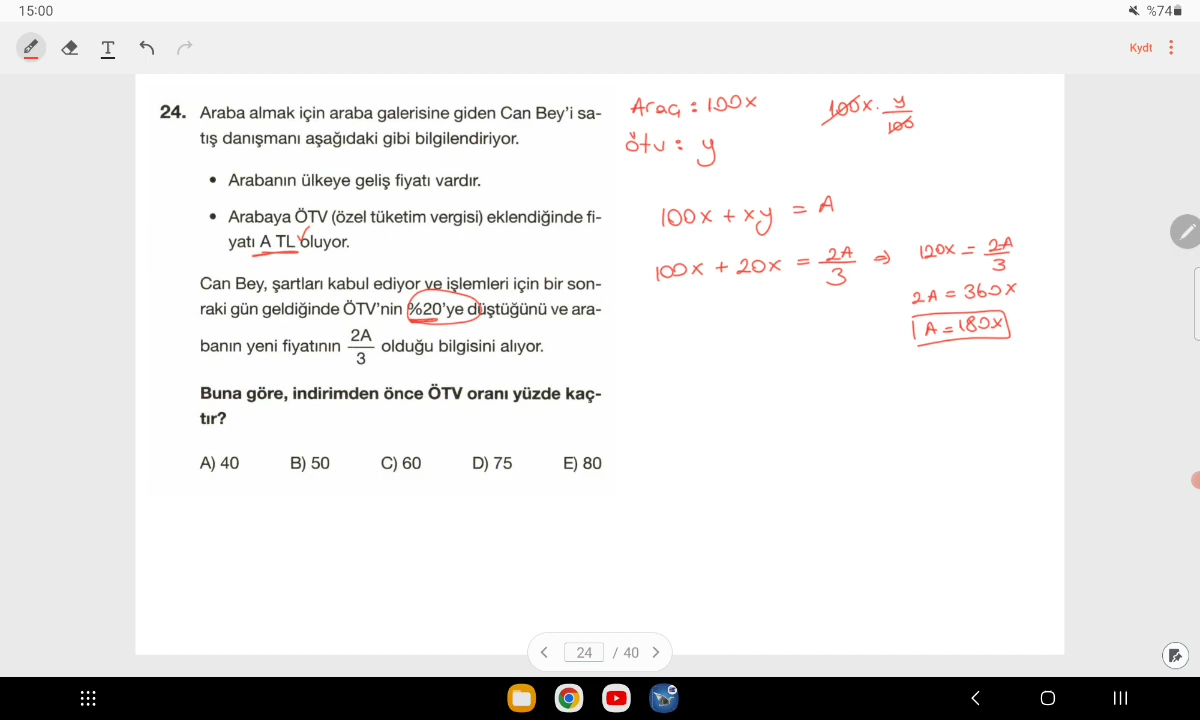 15:00
%74
T
Kydt
24. Araba almak için araba galerisine giden Can Bey'i sa-
tış danışmanı aşağıdaki gibi bilgilendiriyor.
• Arabanın ülkeye geliş fiyatı vardır.
• Arabaya ÖTV (özel tüketim vergisi) eklendiğinde fi-
yatı A TL oluyor.
Can Bey, şartları kabul ediyor ve işlemleri için bir son-
raki gün geldiğinde ÖTV'nin %20'ye düştüğünü ve ara-
banın yeni fiyatının 2A/3 olduğu bilgisini alıyor.
Buna göre, indirimden önce ÖTV oranı yüzde kaç-
tır?
A) 40 B) 50 C) 60 D) 75 E) 80
Araç : 100x
100x. y/100
ötv : y
100x + xy = A
100x + 20x = 2A/3 ⇒ 120x = 2A/3
2A = 360x
A = 180x
24 / 40